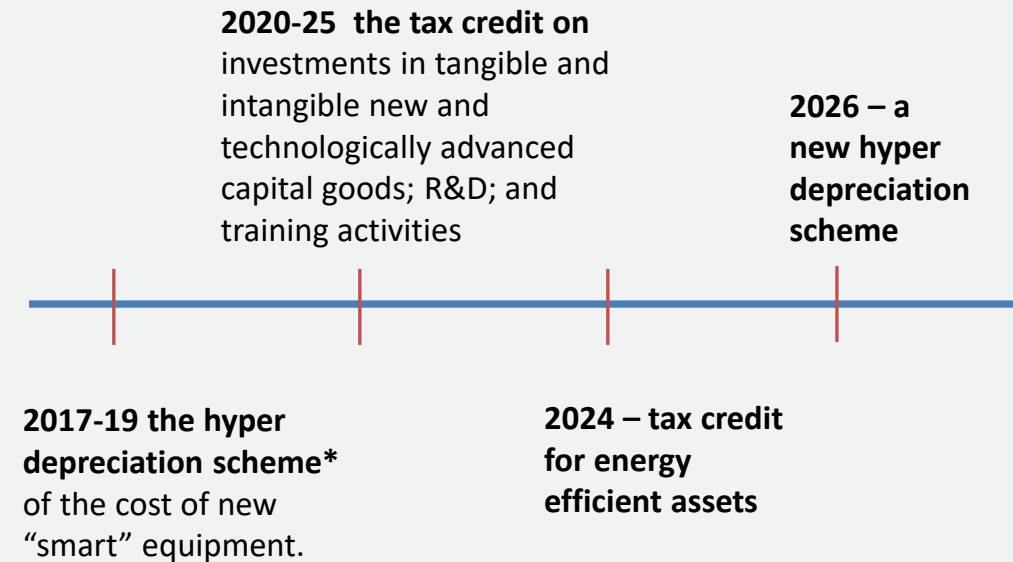 2020-25 the tax credit on
investments in tangible and
intangible new and
technologically advanced
capital goods; R&D; and
training activities
2026 – a
new hyper
depreciation
scheme
2017-19 the hyper
depreciation scheme*
of the cost of new
“smart” equipment.
2024 – tax credit
for energy
efficient assets